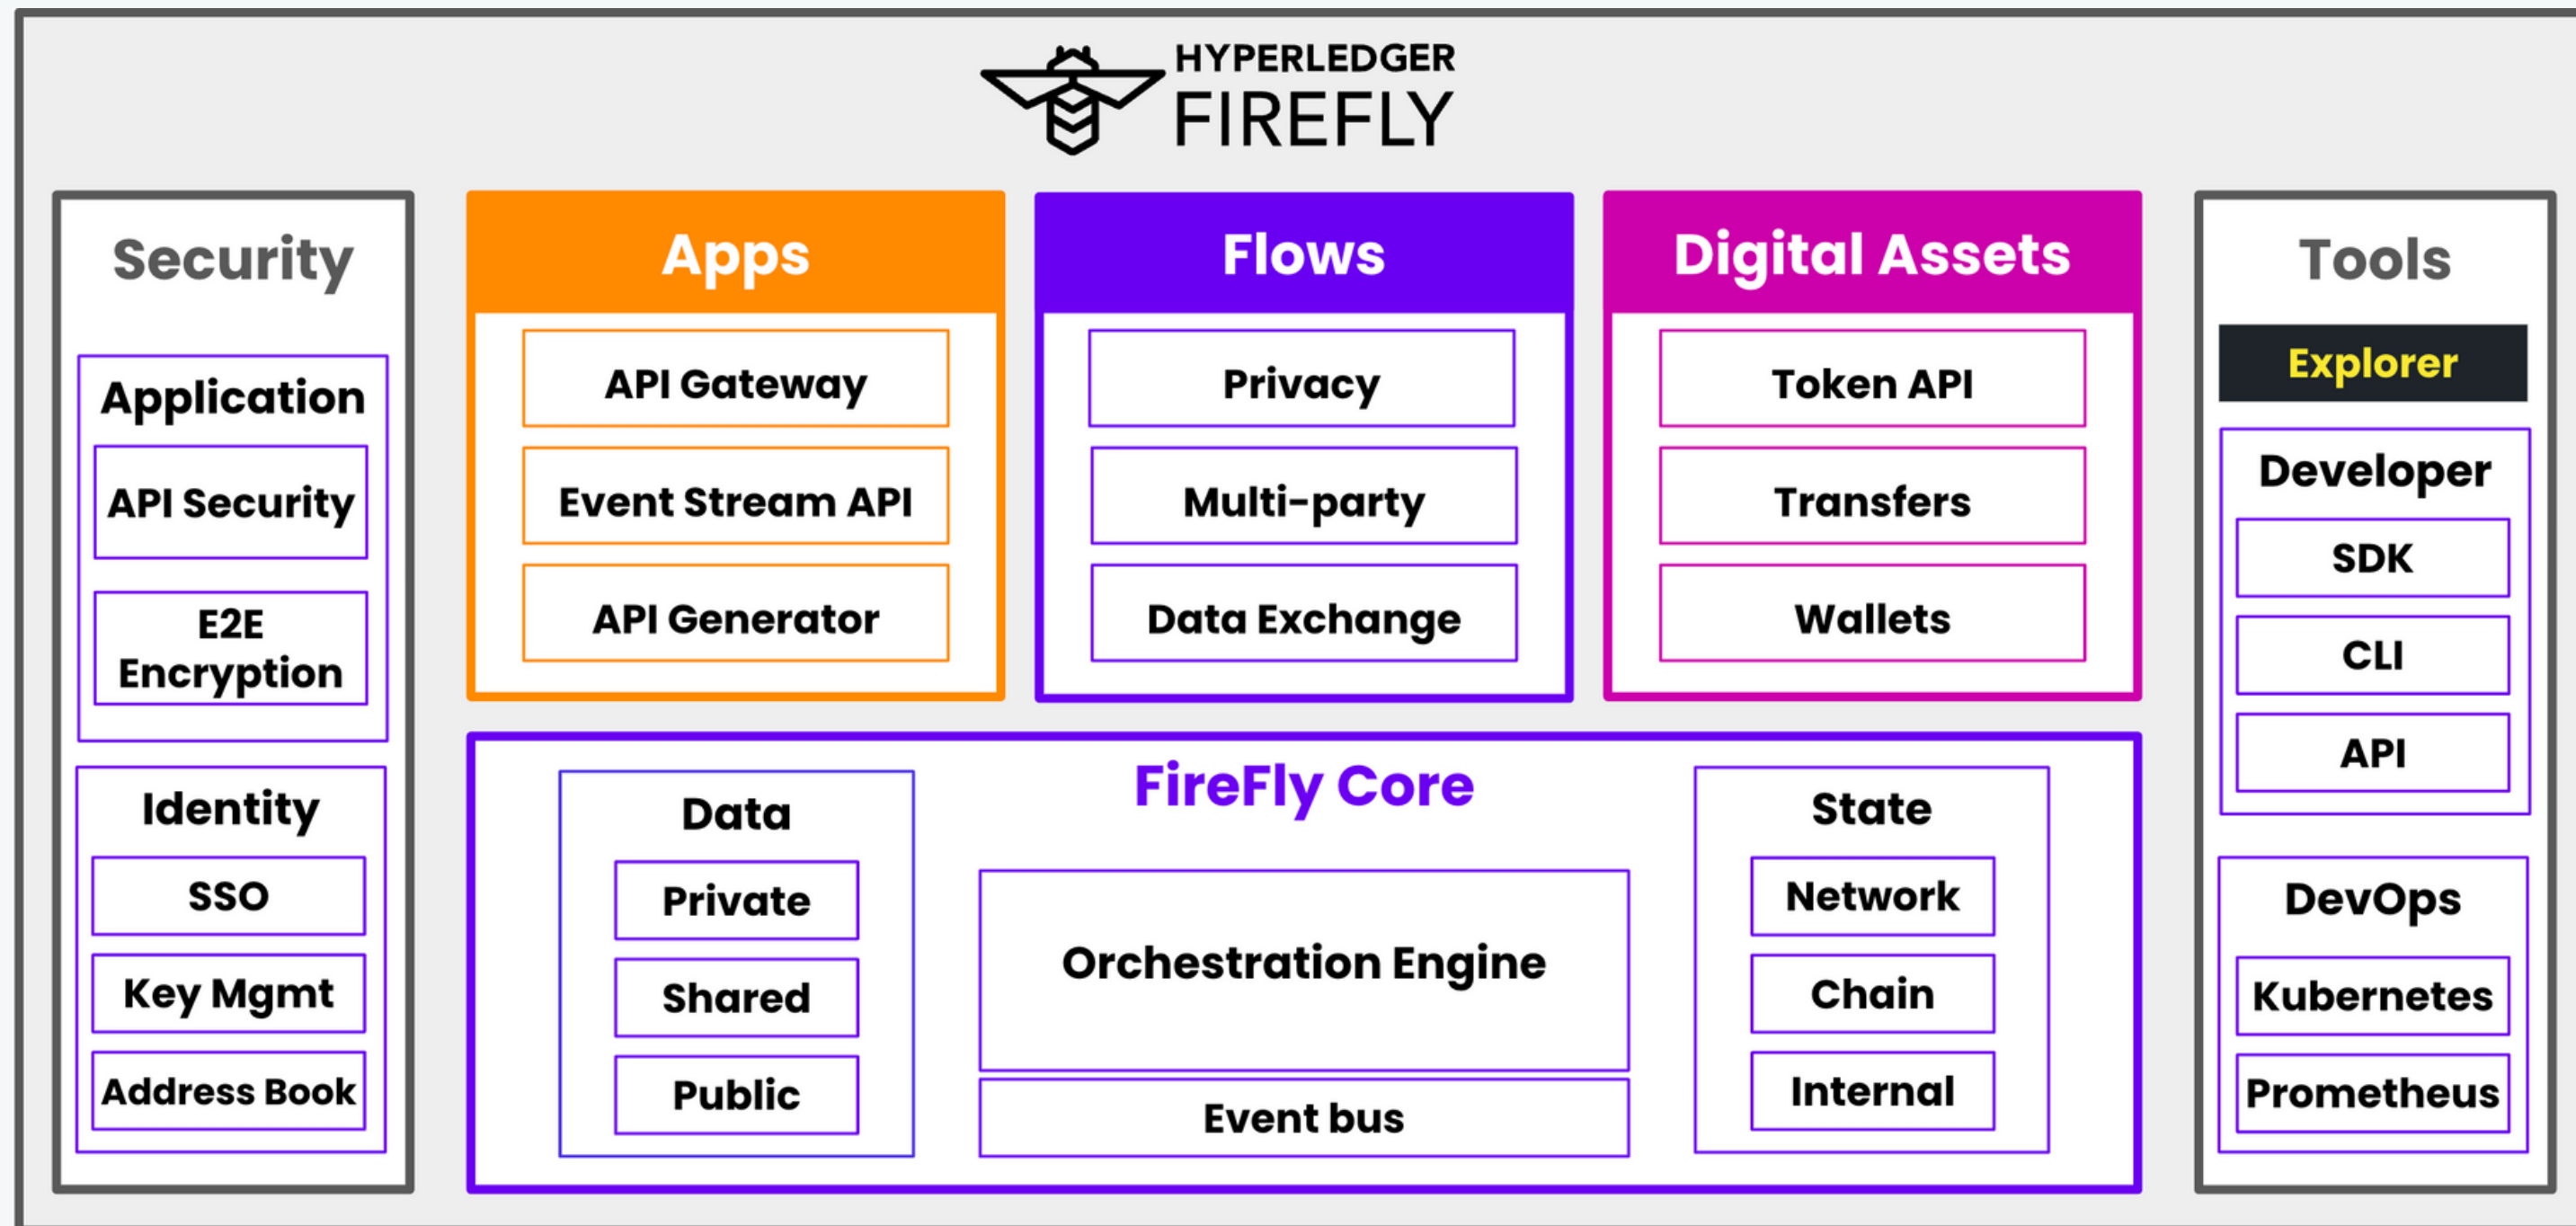 HYPERLEDGER
FIREFLY
Security
Application
API Security
E2E
Encryption
Identity
SSO
Key Mgmt
Address Book
Apps
API Gateway
Event Stream API
API Generator
Flows
Privacy
Multi-party
Data Exchange
Digital Assets
Token API
Transfers
Wallets
FireFly Core
Data
Private
Shared
Public
Orchestration Engine
Event bus
State
Network
Chain
Internal
Tools
Explorer
Developer
SDK
CLI
API
DevOps
Kubernetes
Prometheus